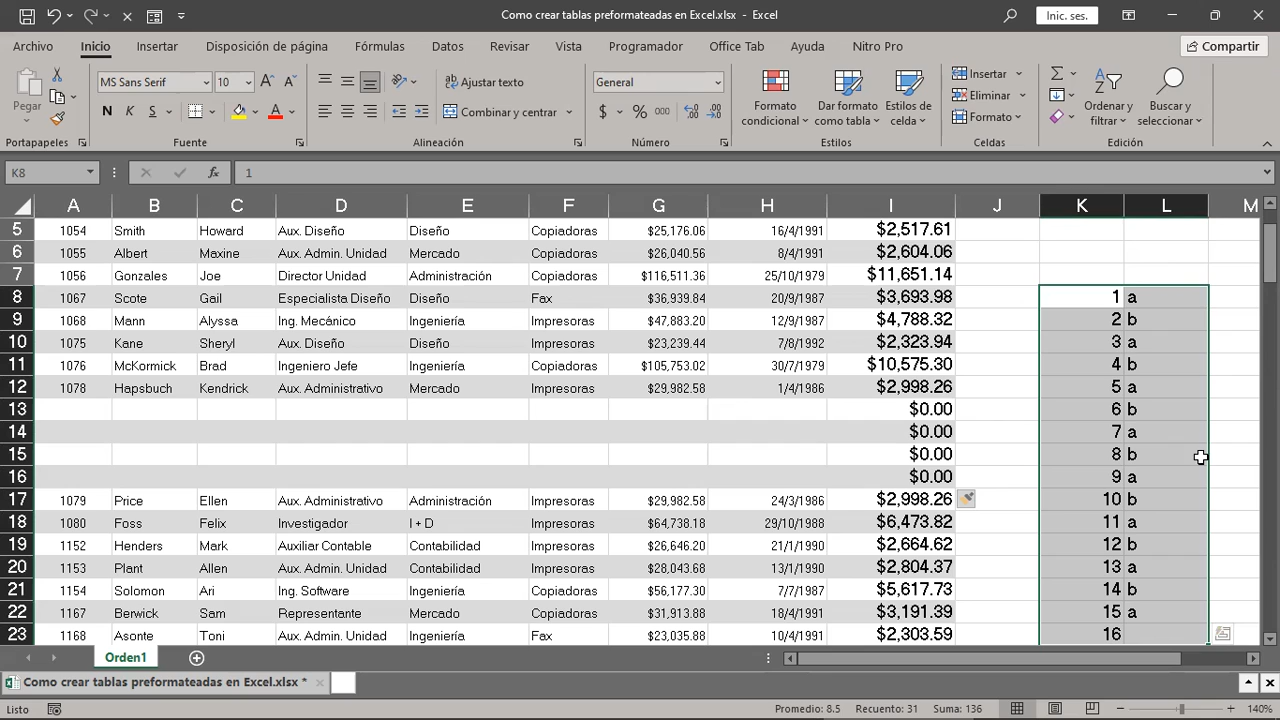 Como crear tablas preformateadas en Excel.xlsx - Excel
Inic. ses.
Archivo Inicio Insertar Disposición de página Fórmulas Datos Revisar Vista Programador Office Tab Ayuda Nitro Pro Compartir
Pegar
MS Sans Serif 10
Ajustar texto
General
Formato condicional
Dar formato como tabla
Estilos de celda
Insertar
Eliminar
Formato
Ordenar y filtrar
Buscar y seleccionar
N K S
Combinar y centrar
$ % 000
Portapapeles Fuente Alineación Número Estilos Celdas Edición
K8 fx 1
A B C D E F G H I J K L M
5 1054 Smith Howard Aux. Diseño Diseño Copiadoras $25,176.06 16/4/1991 $2,517.61
6 1055 Albert Maxine Aux. Admin. Unidad Mercado Copiadoras $26,040.56 8/4/1991 $2,604.06
7 1056 Gonzales Joe Director Unidad Administración Copiadoras $116,511.36 25/10/1979 $11,651.14
8 1067 Scote Gail Especialista Diseño Diseño Fax $36,939.84 20/9/1987 $3,693.98 1 a
9 1068 Mann Alyssa Ing. Mecánico Ingeniería Impresoras $47,883.20 12/9/1987 $4,788.32 2 b
10 1075 Kane Sheryl Aux. Diseño Diseño Impresoras $23,239.44 7/8/1992 $2,323.94 3 a
11 1076 McKormick Brad Ingeniero Jefe Ingeniería Copiadoras $105,753.02 30/7/1979 $10,575.30 4 b
12 1078 Hapsbuch Kendrick Aux. Administrativo Mercado Impresoras $29,982.58 1/4/1986 $2,998.26 5 a
13 $0.00 6 b
14 $0.00 7 a
15 $0.00 8 b
16 $0.00 9 a
17 1079 Price Ellen Aux. Administrativo Administración Impresoras $29,982.58 24/3/1986 $2,998.26 10 b
18 1080 Foss Felix Investigador I + D Impresoras $64,738.18 29/10/1988 $6,473.82 11 a
19 1152 Henders Mark Auxiliar Contable Contabilidad Impresoras $26,646.20 21/1/1990 $2,664.62 12 b
20 1153 Plant Allen Aux. Admin. Unidad Contabilidad Impresoras $28,043.68 13/1/1990 $2,804.37 13 a
21 1154 Solomon Ari Ing. Software Ingeniería Copiadoras $56,177.30 7/7/1987 $5,617.73 14 b
22 1167 Berwick Sam Representante Mercado Copiadoras $31,913.88 18/4/1991 $3,191.39 15 a
23 1168 Asonte Toni Aux. Admin. Unidad Ingeniería Fax $23,035.88 10/4/1991 $2,303.59 16
Orden1
Como crear tablas preformateadas en Excel.xlsx *
Listo Promedio: 8.5 Recuento: 31 Suma: 136 140%